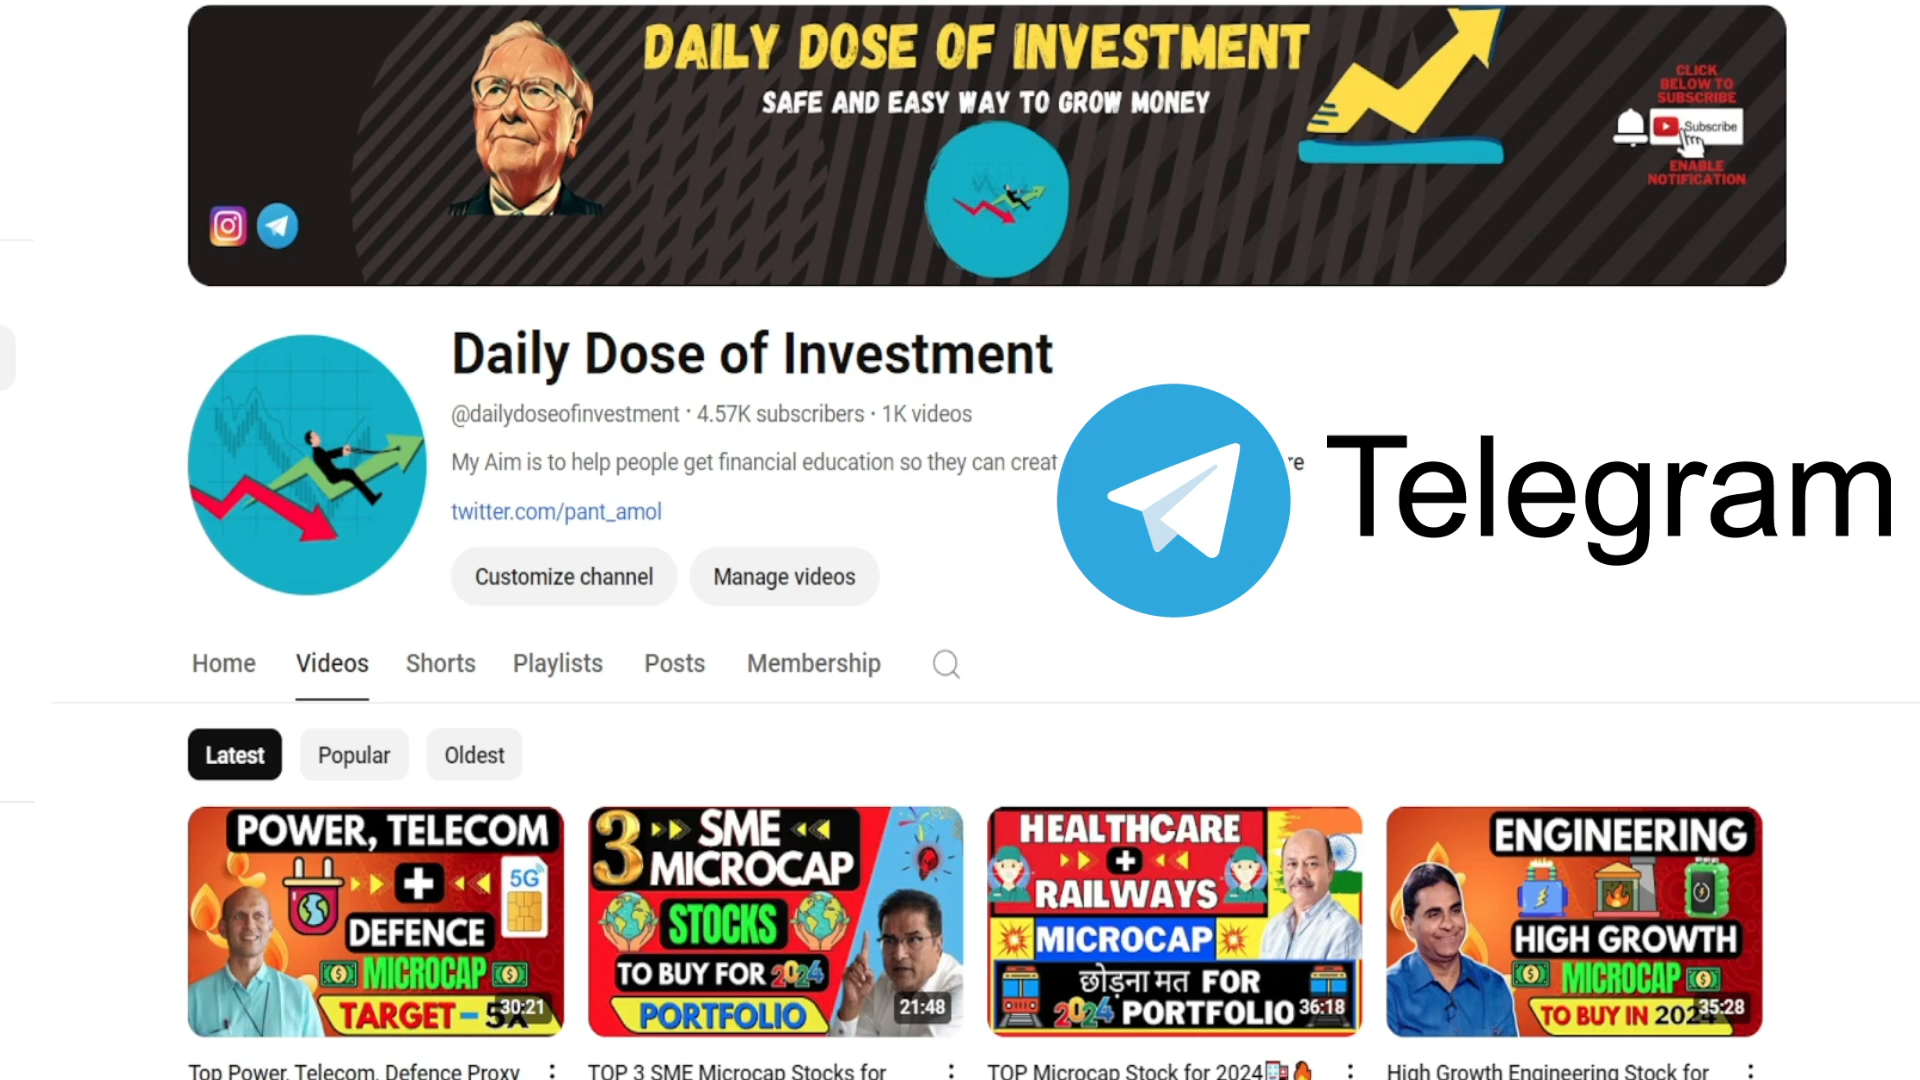 DAILY DOSE OF INVESTMENT
SAFE AND EASY WAY TO GROW MONEY
CLICK
BELOW TO
SUBSCRIBE
Subscribe
ENABLE
NOTIFICATION
Daily Dose of Investment
@dailydoseofinvestment · 4.57K subscribers · 1K videos
My Aim is to help people get financial education so they can creat
re
twitter.com/pant_amol
Telegram
Customize channel
Manage videos
Home
Videos
Shorts
Playlists
Posts
Membership
Latest
Popular
Oldest
POWER, TELECOM
+
5G
DEFENCE
MICROCAP
TARGET - 5X
30:21
3 SME
MICROCAP
STOCKS
TO BUY FOR 2024
PORTFOLIO
21:48
HEALTHCARE
+
RAILWAYS
MICROCAP
छोड़ना मत FOR
2024 PORTFOLIO
36:18
ENGINEERING
HIGH GROWTH
MICROCAP
TO BUY IN 2024
35:28
Top Power, Telecom, Defence Proxy
TOP 3 SME Microcap Stocks for
TOP Microcap Stock for 2024
High Growth Engineering Stock for